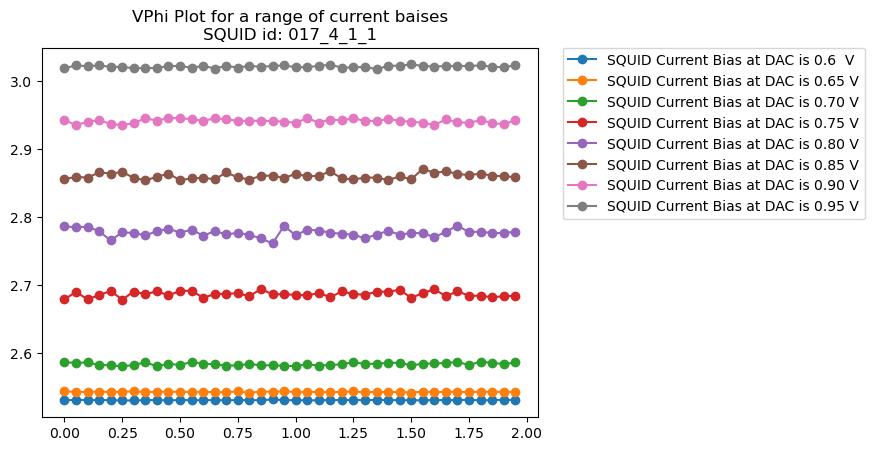 VPhi Plot for a range of current baises
SQUID id: 017_4_1_1
3.0
2.9
2.8
2.7
2.6
0.00 0.25 0.50 0.75 1.00 1.25 1.50 1.75 2.00
SQUID Current Bias at DAC is 0.6  V
SQUID Current Bias at DAC is 0.65 V
SQUID Current Bias at DAC is 0.70 V
SQUID Current Bias at DAC is 0.75 V
SQUID Current Bias at DAC is 0.80 V
SQUID Current Bias at DAC is 0.85 V
SQUID Current Bias at DAC is 0.90 V
SQUID Current Bias at DAC is 0.95 V